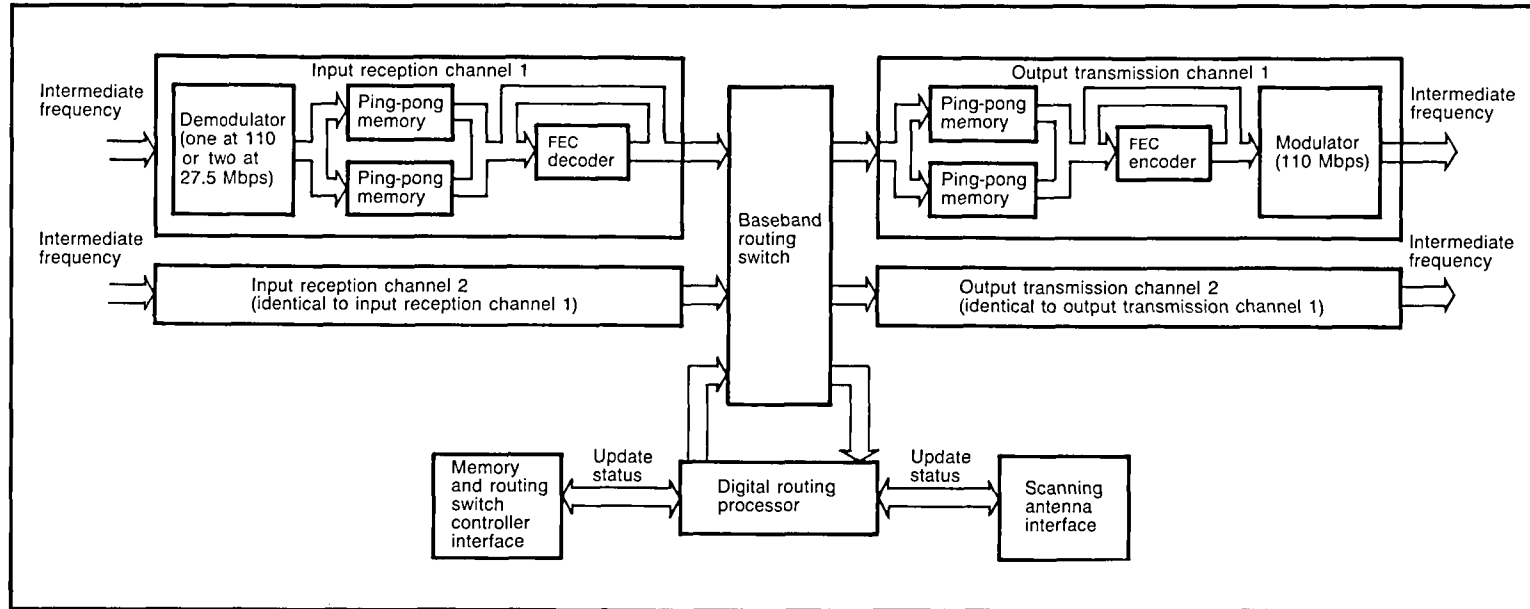 Input reception channel 1
Intermediate
frequency
Demodulator
(one at 110
or two at
27.5 Mbps)
Ping-pong
memory
Ping-pong
memory
FEC
decoder
Baseband
routing
switch
Output transmission channel 1
Ping-pong
memory
Ping-pong
memory
FEC
encoder
Modulator
(110 Mbps)
Intermediate
frequency
Intermediate
frequency
Input reception channel 2
(identical to input reception channel 1)
Output transmission channel 2
(identical to output transmission channel 1)
Intermediate
frequency
Memory
and routing
switch
controller
interface
Update
status
Digital routing
processor
Update
status
Scanning
antenna
interface